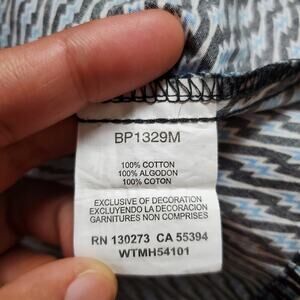 BP1329M
100% COTTON
100% ALGODON
100% COTON
EXCLUSIVE OF DECORATION
EXCLUYENDO LA DECORACION
GARNITURES NON COMPRISES
RN 130273 CA 55394
WTMH54101